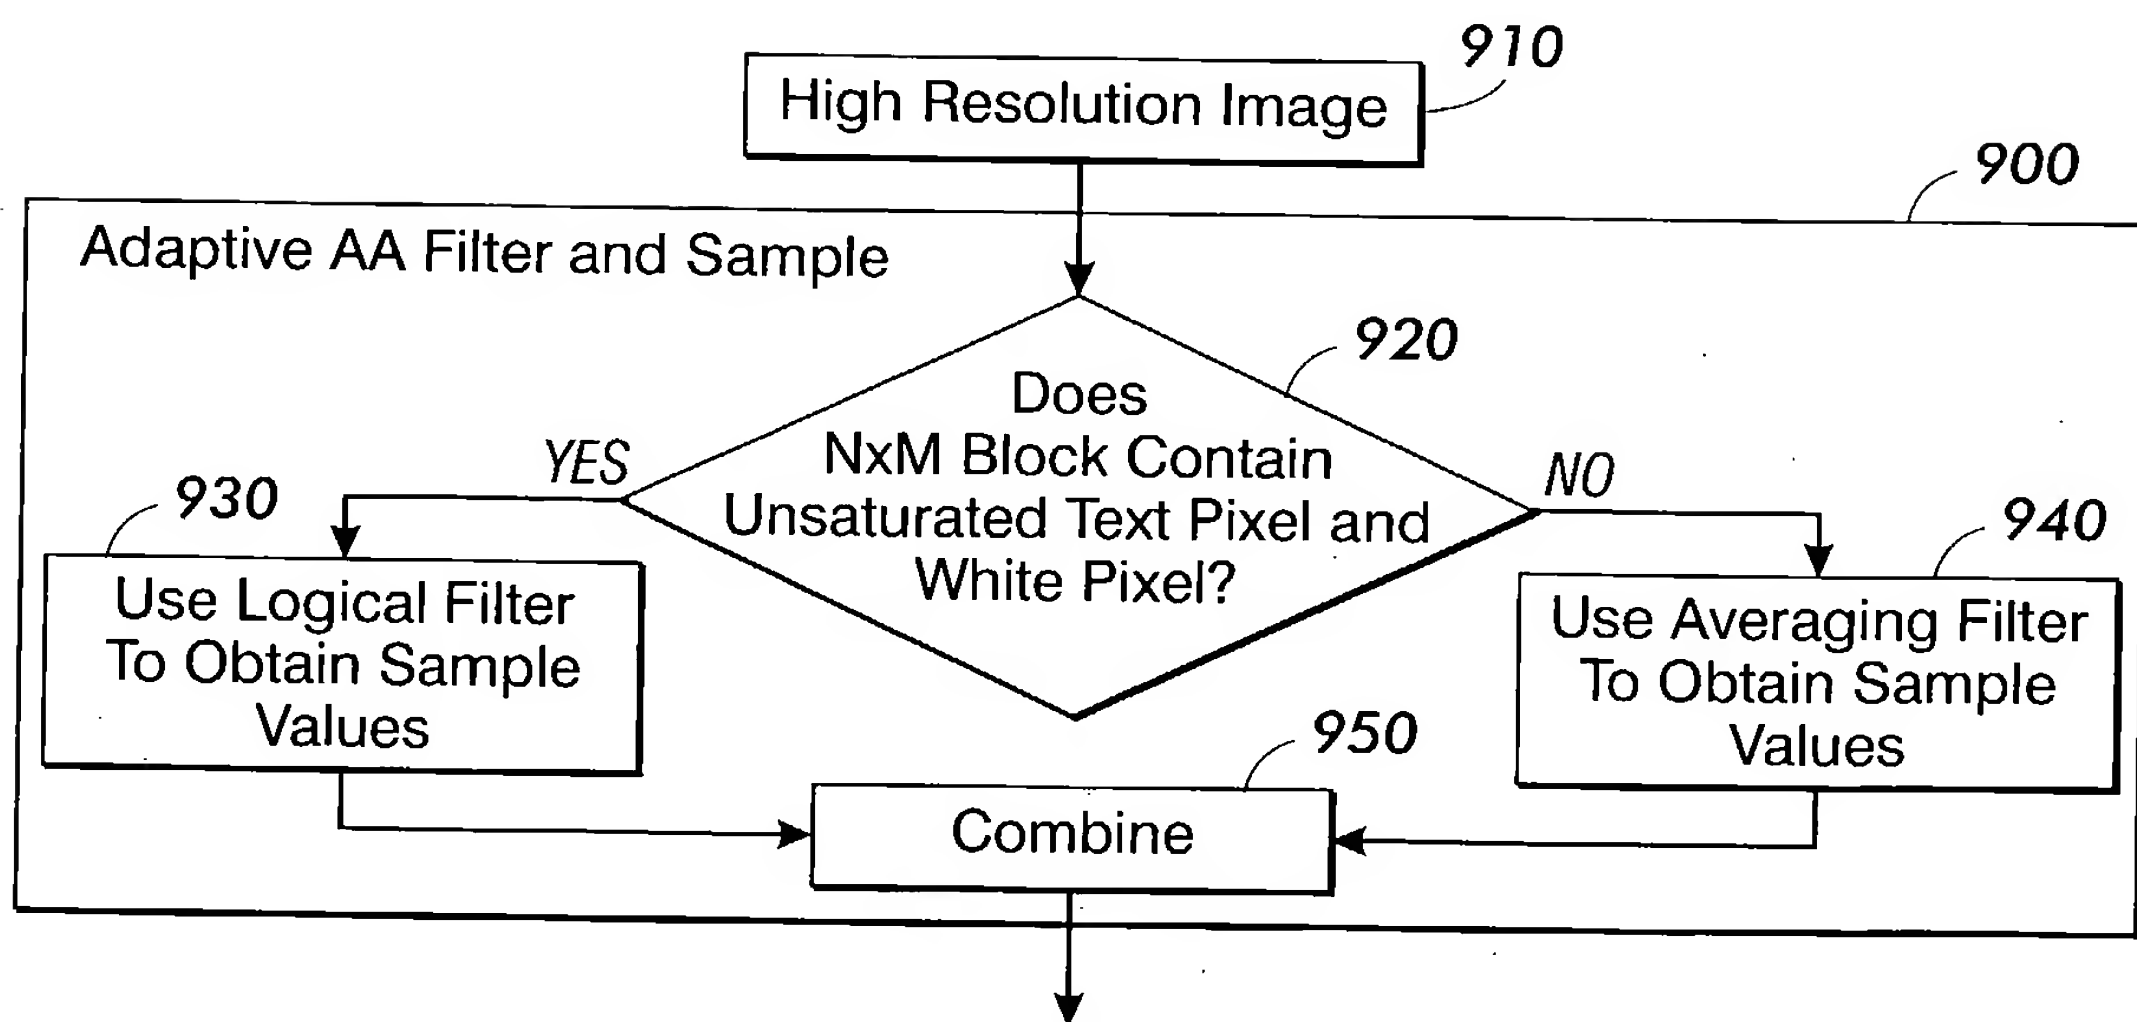 910
High Resolution Image
900
Adaptive AA Filter and Sample
920
Does
NxM Block Contain
Unsaturated Text Pixel and
White Pixel?
YES
NO
930
Use Logical Filter
To Obtain Sample
Values
940
Use Averaging Filter
To Obtain Sample
Values
950
Combine